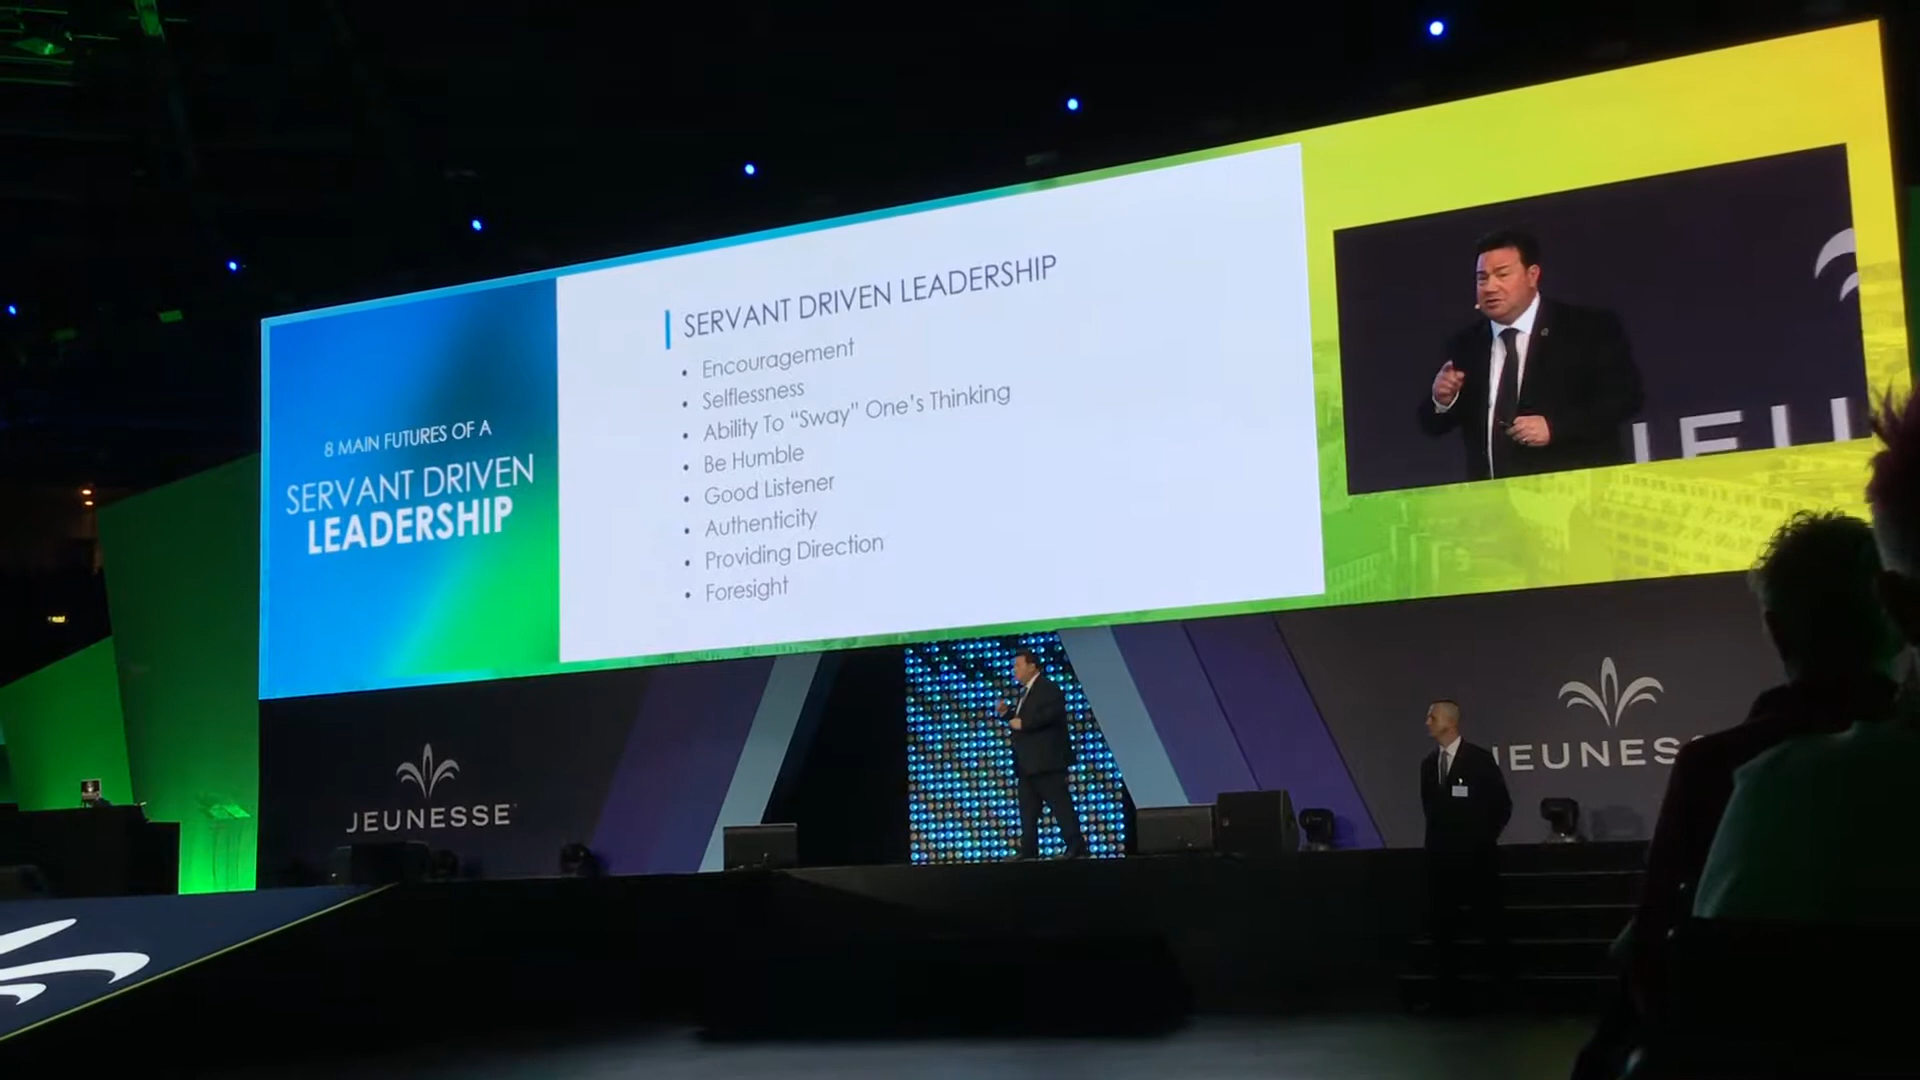 8 MAIN FUTURES OF A
SERVANT DRIVEN
LEADERSHIP
SERVANT DRIVEN LEADERSHIP
• Encouragement
• Selflessness
• Ability To “Sway” One’s Thinking
• Be Humble
• Good Listener
• Authenticity
• Providing Direction
• Foresight
JEUNESSE
JEUNESS